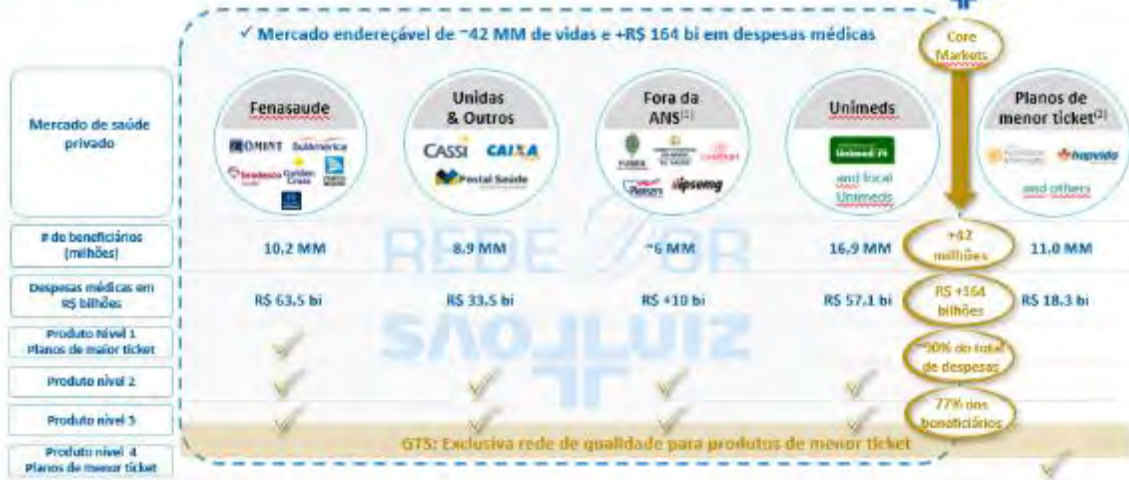 ✓ Mercado endereçável de ~42 MM de vidas e +R$ 164 bi em despesas médicas
Core
Markets
Mercado de saúde
privado
Fenasaude
OMINT SulAmérica
bradesco Golden
Cross
Unidas
& Outros
CASSI CAIXA
Postal Saúde
Fora da
ANS
ipsemg
Unimeds
and local
Unimeds
Planos de
menor ticket
hapvida
and others
# de beneficiários
(milhões)
10,2 MM
8,9 MM
~6 MM
16,9 MM
+42
milhões
11,0 MM
Despesas médicas em
R$ bilhões
R$ 63,5 bi
R$ 33,5 bi
R$ +10 bi
R$ 57,1 bi
R$ +164
bilhões
R$ 18,3 bi
REDE D'OR
SÃO LUIZ
Produto Nível 1
Planos de maior ticket
~90% do total
de despesas
Produto nível 2
Produto nível 3
77% dos
beneficiários
GTS: Exclusiva rede de qualidade para produtos de menor ticket
Produto nível 4
Planos de menor ticket